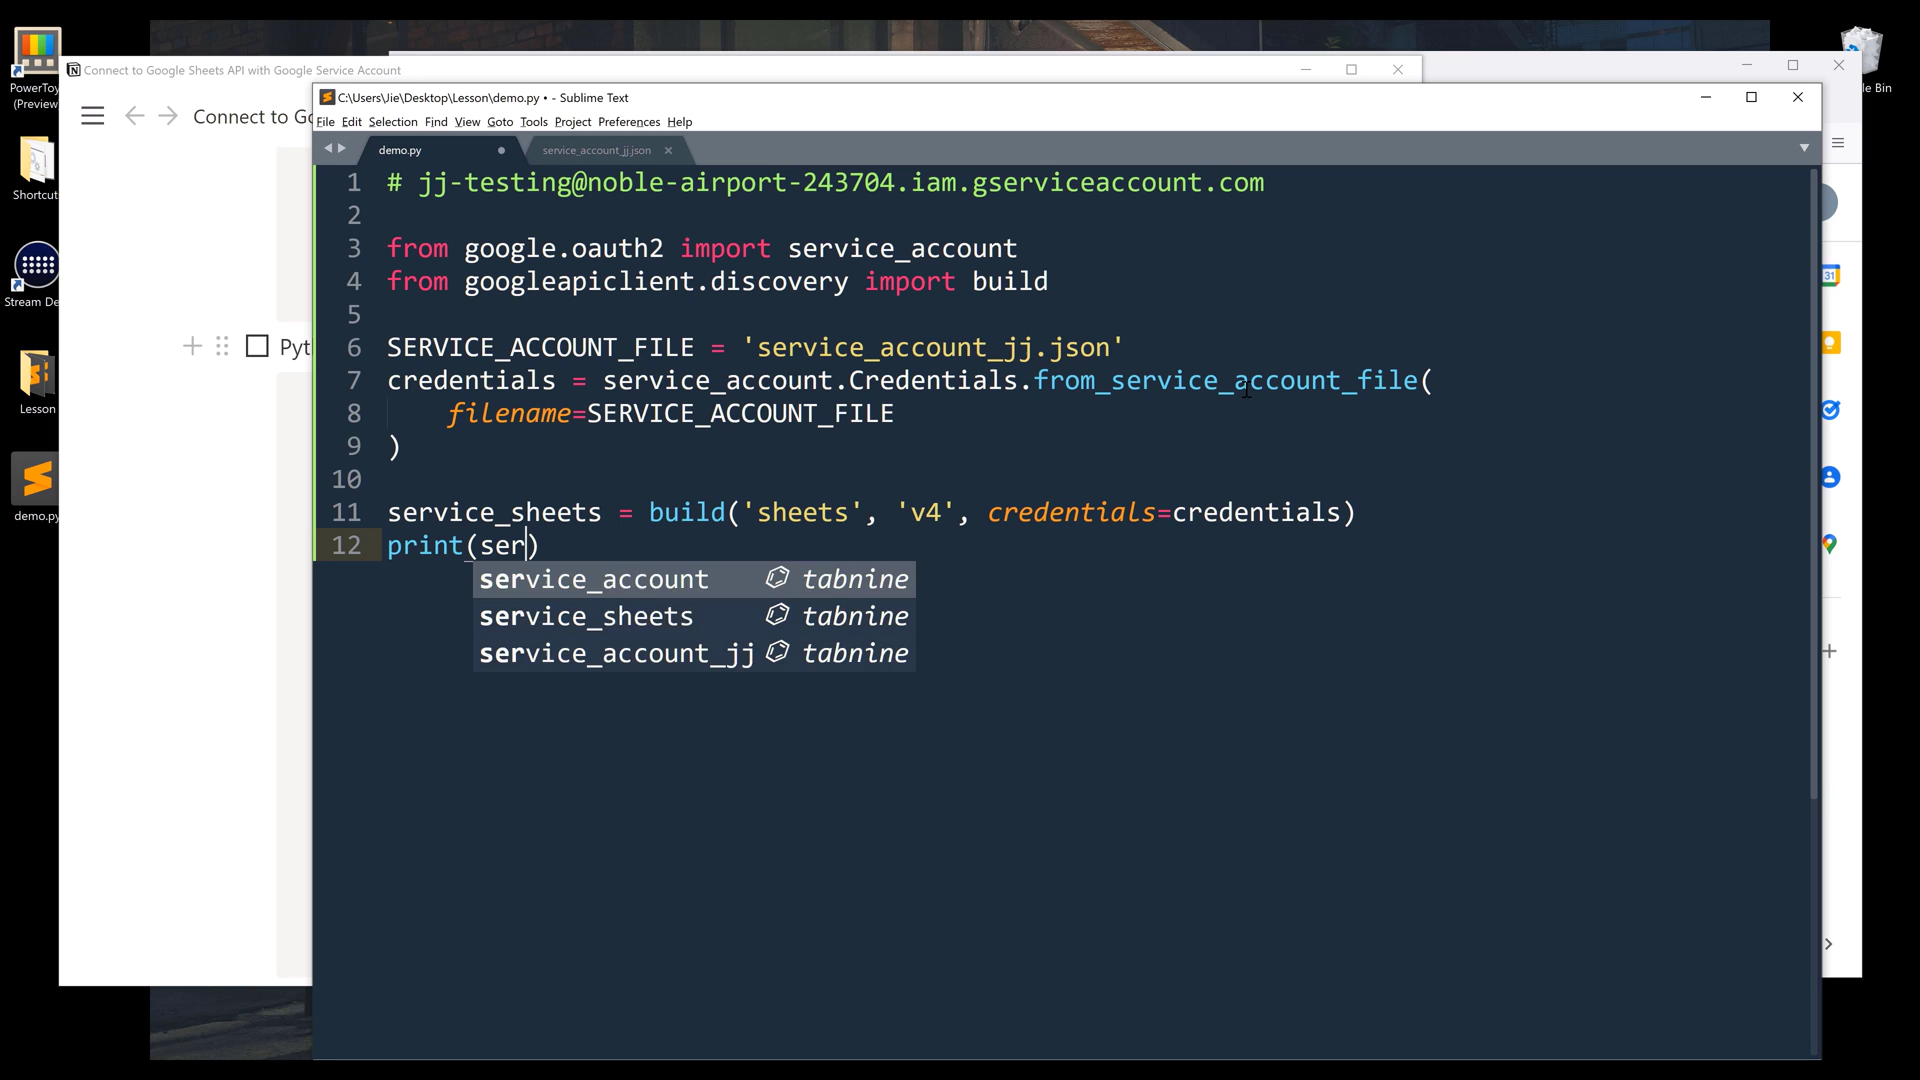 PowerToy
(Preview
Shortcut
Stream De
Lesson
demo.py
le Bin
Connect to Google Sheets API with Google Service Account
Connect to Go
Pyt
31
C:\Users\Jie\Desktop\Lesson\demo.py • - Sublime Text
File Edit Selection Find View Goto Tools Project Preferences Help
demo.py
service_account_jj.json
1 # jj-testing@noble-airport-243704.iam.gserviceaccount.com
2
3 from google.oauth2 import service_account
4 from googleapiclient.discovery import build
5
6 SERVICE_ACCOUNT_FILE = 'service_account_jj.json'
7 credentials = service_account.Credentials.from_service_account_file(
8 filename=SERVICE_ACCOUNT_FILE
9 )
10
11 service_sheets = build('sheets', 'v4', credentials=credentials)
12 print(ser)
service_account tabnine
service_sheets tabnine
service_account_jj tabnine